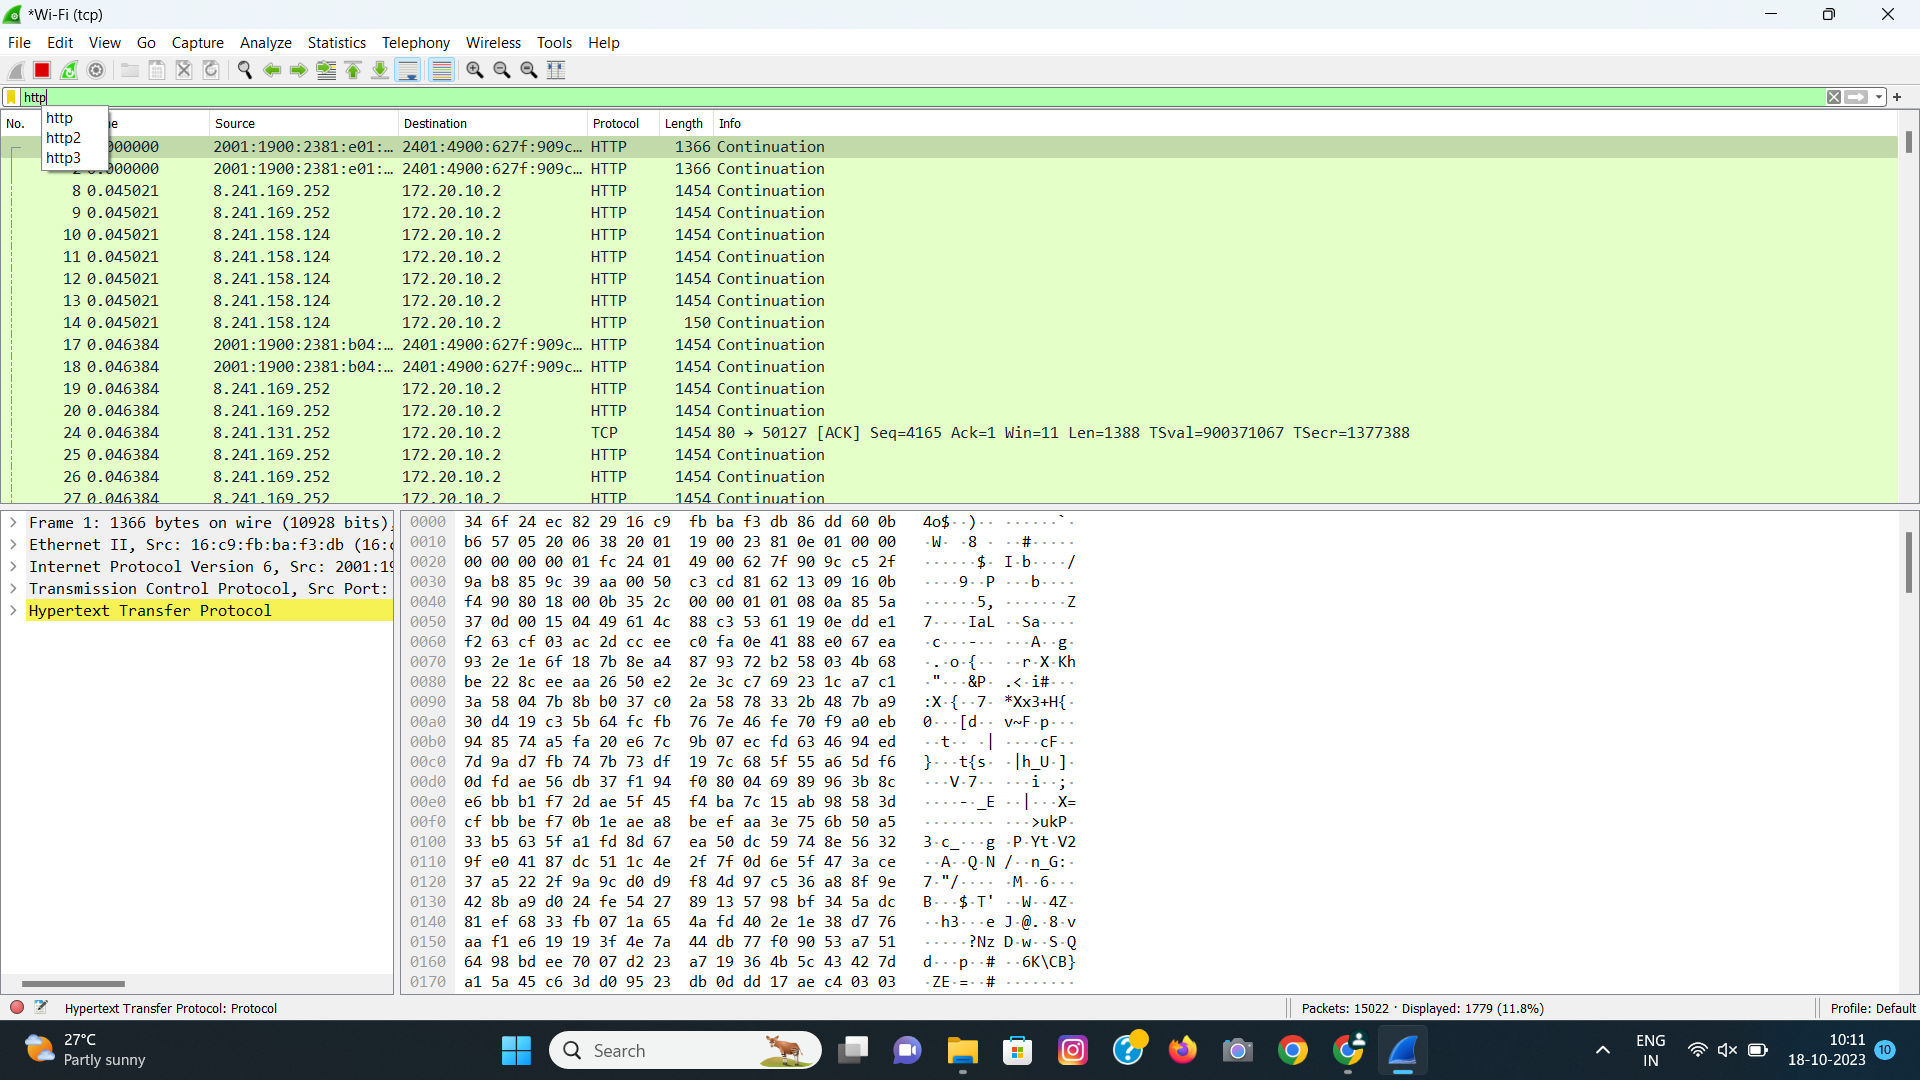 *Wi-Fi (tcp)
File Edit View Go Capture Analyze Statistics Telephony Wireless Tools Help
http
http
http2
http3
No. Source Destination Protocol Length Info
000000 2001:1900:2381:e01:… 2401:4900:627f:909c… HTTP 1366 Continuation
2 0.000000 2001:1900:2381:e01:… 2401:4900:627f:909c… HTTP 1366 Continuation
8 0.045021 8.241.169.252 172.20.10.2 HTTP 1454 Continuation
9 0.045021 8.241.169.252 172.20.10.2 HTTP 1454 Continuation
10 0.045021 8.241.158.124 172.20.10.2 HTTP 1454 Continuation
11 0.045021 8.241.158.124 172.20.10.2 HTTP 1454 Continuation
12 0.045021 8.241.158.124 172.20.10.2 HTTP 1454 Continuation
13 0.045021 8.241.158.124 172.20.10.2 HTTP 1454 Continuation
14 0.045021 8.241.158.124 172.20.10.2 HTTP 150 Continuation
17 0.046384 2001:1900:2381:b04:… 2401:4900:627f:909c… HTTP 1454 Continuation
18 0.046384 2001:1900:2381:b04:… 2401:4900:627f:909c… HTTP 1454 Continuation
19 0.046384 8.241.169.252 172.20.10.2 HTTP 1454 Continuation
20 0.046384 8.241.169.252 172.20.10.2 HTTP 1454 Continuation
24 0.046384 8.241.131.252 172.20.10.2 TCP 1454 80 → 50127 [ACK] Seq=4165 Ack=1 Win=11 Len=1388 TSval=900371067 TSecr=1377388
25 0.046384 8.241.169.252 172.20.10.2 HTTP 1454 Continuation
26 0.046384 8.241.169.252 172.20.10.2 HTTP 1454 Continuation
27 0.046384 8.241.169.252 172.20.10.2 HTTP 1454 Continuation
Frame 1: 1366 bytes on wire (10928 bits),
Ethernet II, Src: 16:c9:fb:ba:f3:db (16:c
Internet Protocol Version 6, Src: 2001:19
Transmission Control Protocol, Src Port:
Hypertext Transfer Protocol
0000 34 6f 24 ec 82 29 16 c9 fb ba f3 db 86 dd 60 0b 4o$··)·· ······`·
0010 b6 57 05 20 06 38 20 01 19 00 23 81 0e 01 00 00 ·W· ·8 · ··#·····
0020 00 00 00 00 01 fc 24 01 49 00 62 7f 90 9c c5 2f ······$· I·b····/
0030 9a b8 85 9c 39 aa 00 50 c3 cd 81 62 13 09 16 0b ····9··P ···b····
0040 f4 90 80 18 00 0b 35 2c 00 00 01 01 08 0a 85 5a ······5, ·······Z
0050 37 0d 00 15 04 49 61 4c 88 c3 53 61 19 0e dd e1 7····IaL ··Sa····
0060 f2 63 cf 03 ac 2d cc ee c0 fa 0e 41 88 e0 67 ea ·c···-·· ···A··g·
0070 93 2e 1e 6f 18 7b 8e a4 87 93 72 b2 58 03 4b 68 ·.·o·{·· ··r·X·Kh
0080 be 22 8c ee aa 26 50 e2 2e 3c c7 69 23 1c a7 c1 ·"···&P· .<·i#···
0090 3a 58 04 7b 8b b0 37 c0 2a 58 78 33 2b 48 7b a9 :X·{··7· *Xx3+H{·
00a0 30 d4 19 c3 5b 64 fc fb 76 7e 46 fe 70 f9 a0 eb 0···[d·· v~F·p···
00b0 94 85 74 a5 fa 20 e6 7c 9b 07 ec fd 63 46 94 ed ··t·· ·| ····cF··
00c0 7d 9a d7 fb 74 7b 73 df 19 7c 68 5f 55 a6 5d f6 }···t{s· ·|h_U·]·
00d0 0d fd ae 56 db 37 f1 94 f0 80 04 69 89 96 3b 8c ···V·7·· ···i··;·
00e0 e6 bb b1 f7 2d ae 5f 45 f4 ba 7c 15 ab 98 58 3d ····-·_E ··|···X=
00f0 cf bb be f7 0b 1e ae a8 be ef aa 3e 75 6b 50 a5 ········ ···>ukP·
0100 33 b5 63 5f a1 fd 8d 67 ea 50 dc 59 74 8e 56 32 3·c_···g ·P·Yt·V2
0110 9f e0 41 87 dc 51 1c 4e 2f 7f 0d 6e 5f 47 3a ce ··A··Q·N /··n_G:·
0120 37 a5 22 2f 9a 9c d0 d9 f8 4d 97 c5 36 a8 8f 9e 7·"/···· ·M··6···
0130 42 8b a9 d0 24 fe 54 27 89 13 57 98 bf 34 5a dc B···$·T' ··W··4Z·
0140 81 ef 68 33 fb 07 1a 65 4a fd 40 2e 1e 38 d7 76 ··h3···e J·@.·8·v
0150 aa f1 e6 19 19 3f 4e 7a 44 db 77 f0 90 53 a7 51 ·····?Nz D·w··S·Q
0160 64 98 bd ee 70 07 d2 23 a7 19 36 4b 5c 43 42 7d d···p··# ··6K\CB}
0170 a1 5a 45 c6 3d d0 95 23 db 0d dd 17 ae c4 03 03 ·ZE·=··# ········
Hypertext Transfer Protocol: Protocol
Packets: 15022 · Displayed: 1779 (11.8%)
Profile: Default
27°C
Partly sunny
Search
ENG
IN
10:11
18-10-2023
10